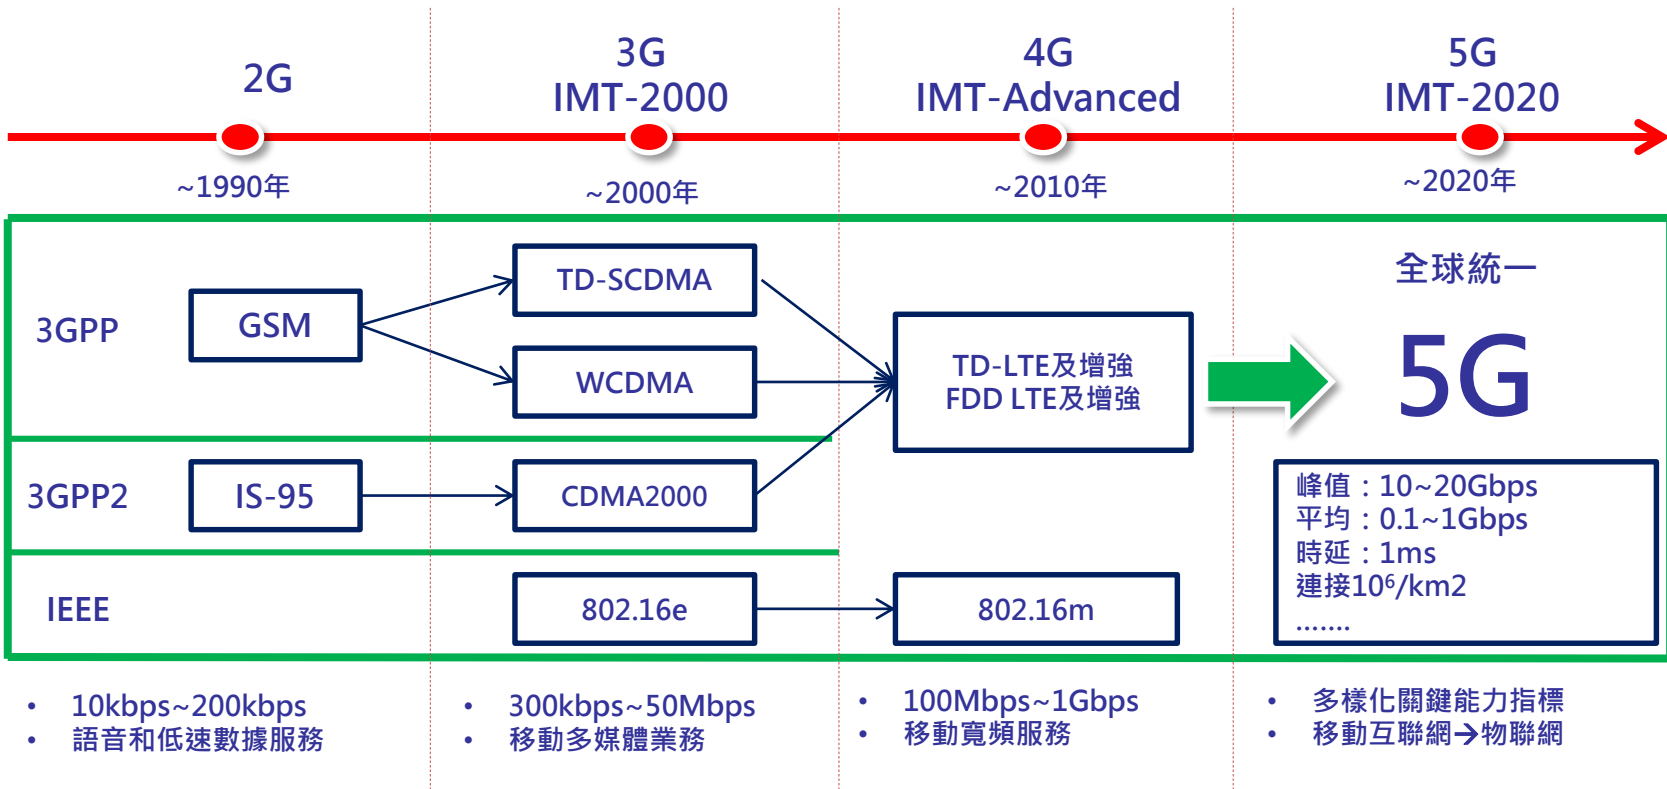 2G
3G
IMT-2000
4G
IMT-Advanced
5G
IMT-2020
~1990年
~2000年
~2010年
~2020年
3GPP
GSM
TD-SCDMA
WCDMA
TD-LTE及增強
FDD LTE及增強
全球統一
5G
3GPP2
IS-95
CDMA2000
峰值：10~20Gbps
平均：0.1~1Gbps
時延：1ms
連接10⁶/km2
.......
IEEE
802.16e
802.16m
• 10kbps~200kbps
• 語音和低速數據服務
• 300kbps~50Mbps
• 移動多媒體業務
• 100Mbps~1Gbps
• 移動寬頻服務
• 多樣化關鍵能力指標
• 移動互聯網→物聯網